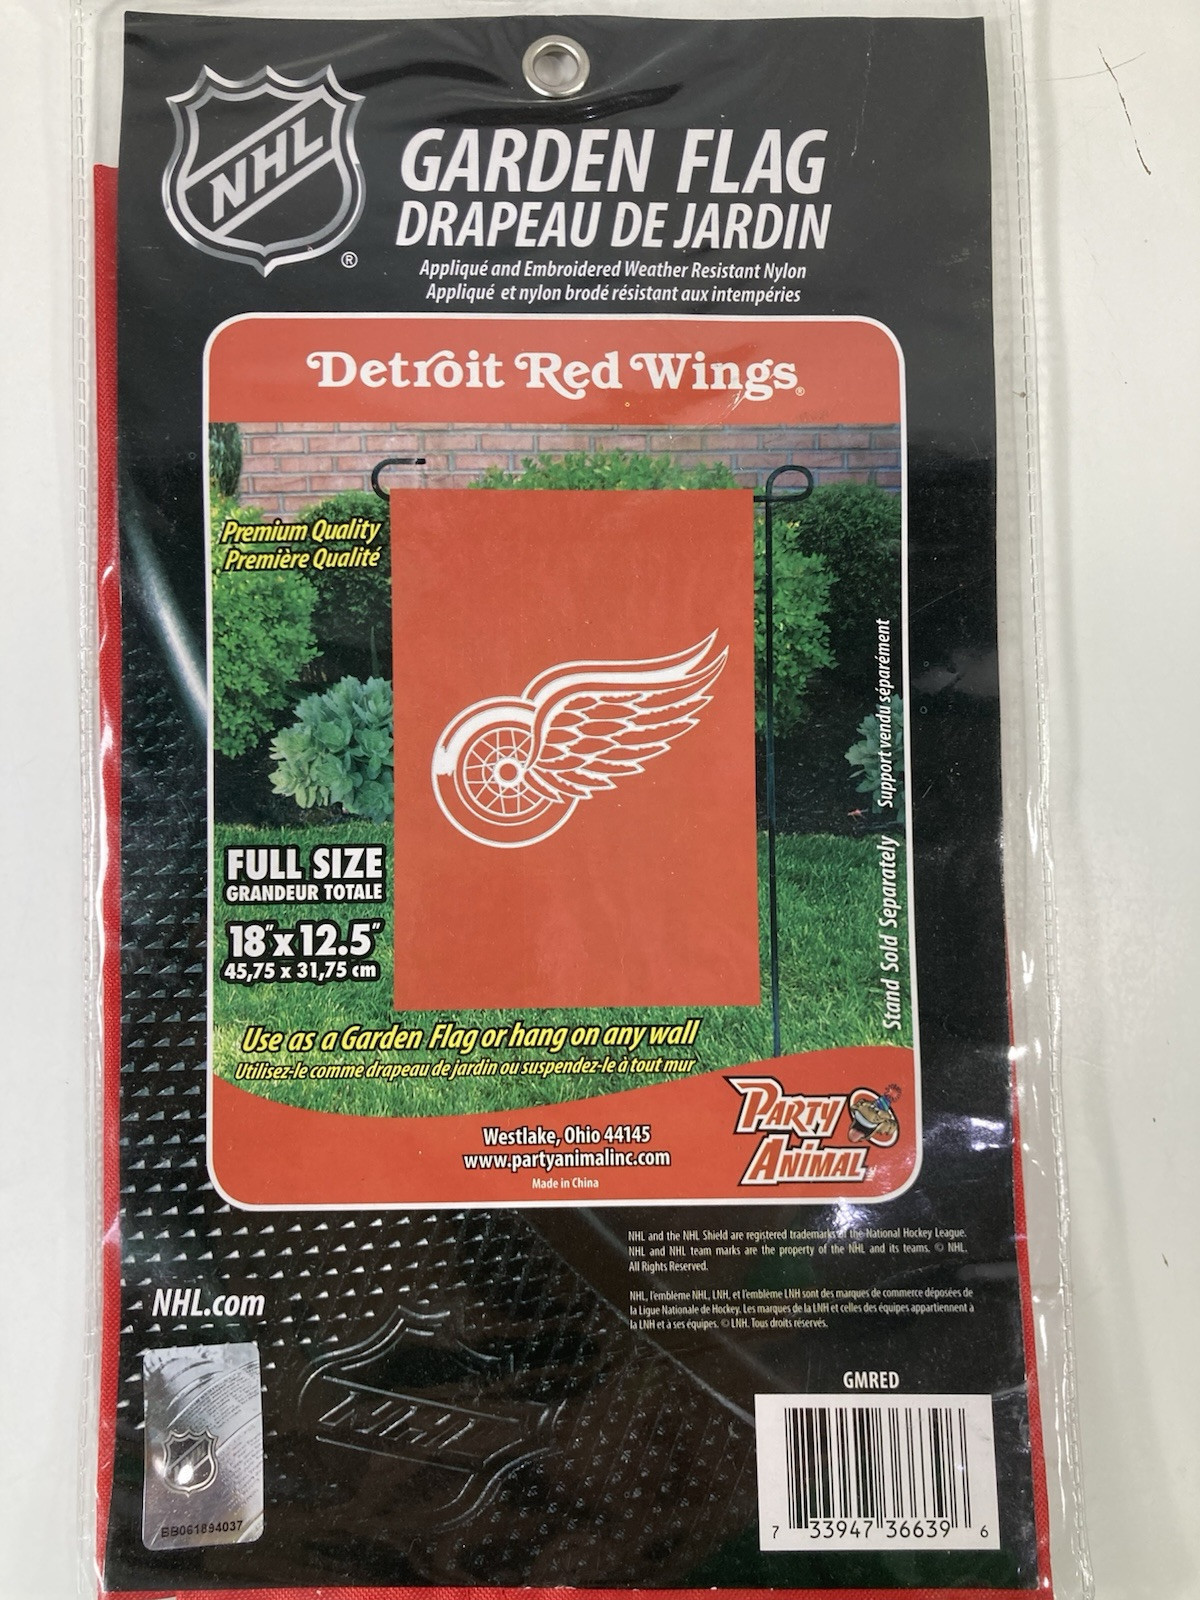 NHL
®
GARDEN FLAG
DRAPEAU DE JARDIN
Appliqué and Embroidered Weather Resistant Nylon
Appliqué et nylon brodé résistant aux intempéries
Detroit Red Wings®
Premium Quality
Première Qualité
FULL SIZE
GRANDEUR TOTALE
18"x 12.5"
45,75 x 31,75 cm
Stand Sold Separately Support vendu séparément
Use as a Garden Flag or hang on any wall
Utilisez-le comme drapeau de jardin ou suspendez-le à tout mur
Westlake, Ohio 44145
www.partyanimalinc.com
Made in China
PARTY
ANIMAL
NHL and the NHL Shield are registered trademarks of the National Hockey League.
NHL and NHL team marks are the property of the NHL and its teams. © NHL.
All Rights Reserved.
NHL, l'emblème NHL, LNH, et l'emblème LNH sont des marques de commerce déposées de
la Ligue Nationale de Hockey. Les marques de la LNH et celles des équipes appartiennent à
la LNH et à ses équipes. © LNH. Tous droits réservés.
NHL.com
NHL
BB061894037
GMRED
7 33947 36639 6